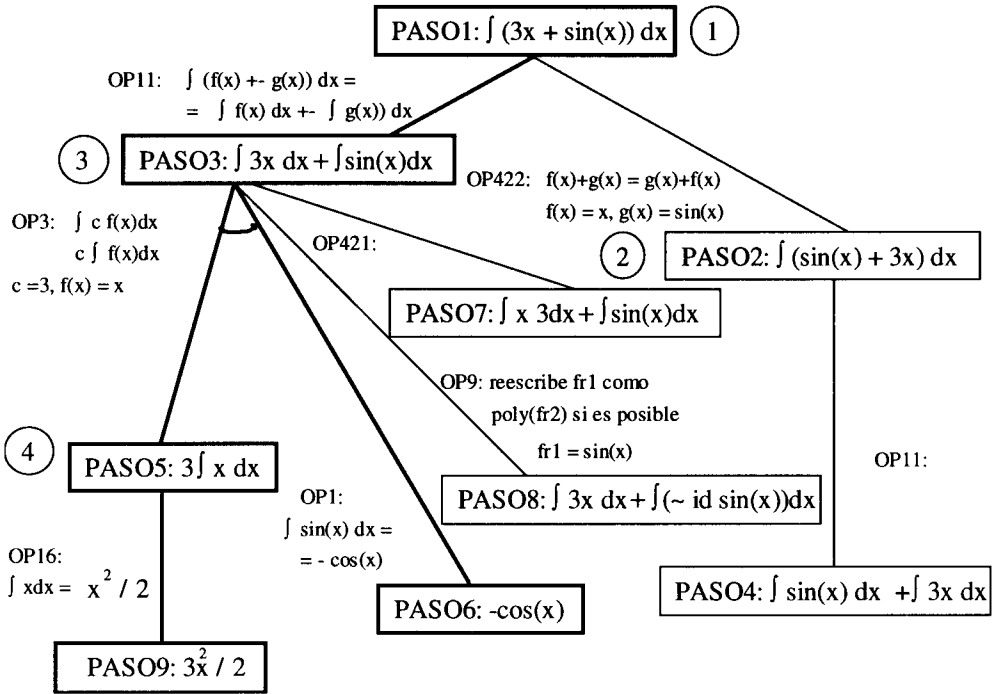 PASO1: ∫ (3x + sin(x)) dx
1
OP11: ∫ (f(x) +- g(x)) dx =
= ∫ f(x) dx +- ∫ g(x)) dx
3
PASO3: ∫ 3x dx + ∫sin(x)dx
OP422: f(x)+g(x) = g(x)+f(x)
f(x) = x, g(x) = sin(x)
OP3: ∫ c f(x)dx
c ∫ f(x)dx
c =3, f(x) = x
OP421:
2
PASO2: ∫ (sin(x) + 3x) dx
PASO7: ∫ x 3dx + ∫sin(x)dx
OP9: reescribe fr1 como
poly(fr2) si es posible
fr1 = sin(x)
4
PASO5: 3∫ x dx
OP11:
PASO8: ∫ 3x dx + ∫(~ id sin(x))dx
OP1:
∫ sin(x) dx =
= - cos(x)
OP16:
∫ xdx = x² / 2
PASO6: -cos(x)
PASO4: ∫ sin(x) dx +∫ 3x dx
PASO9: 3x² / 2